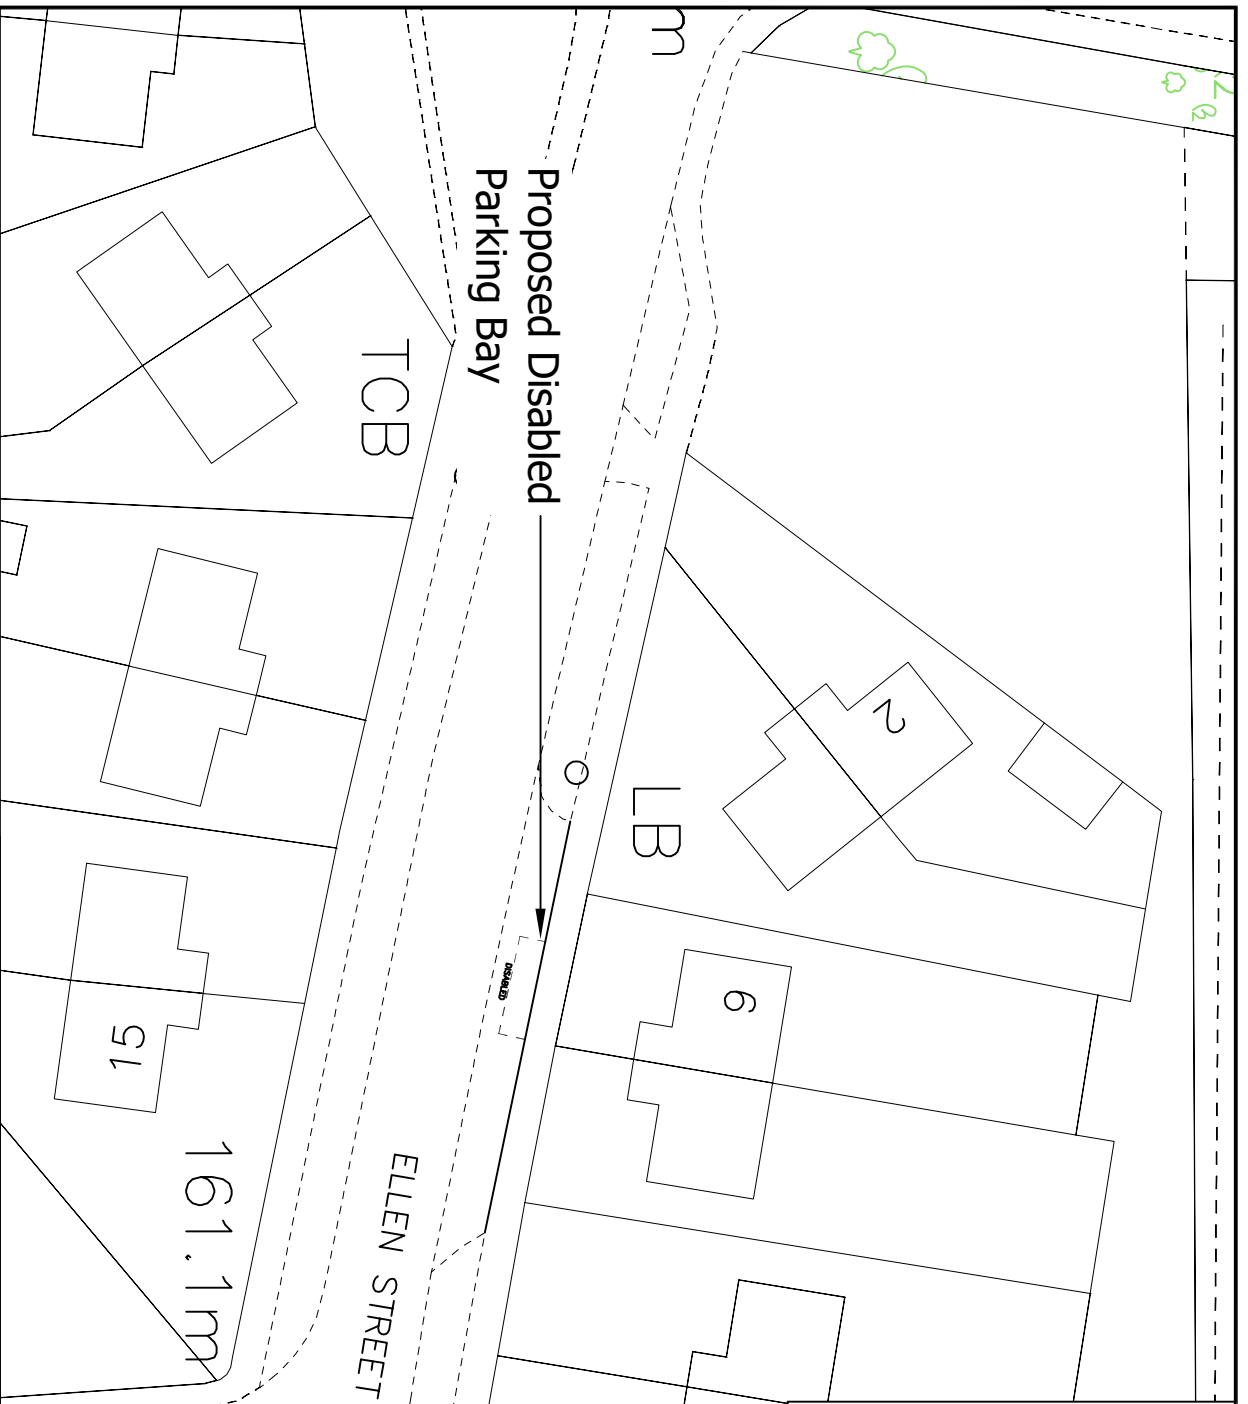 m
Proposed Disabled
Parking Bay
TCB
2
LB
DISABLED
6
15
161.1m
ELLEN STREET